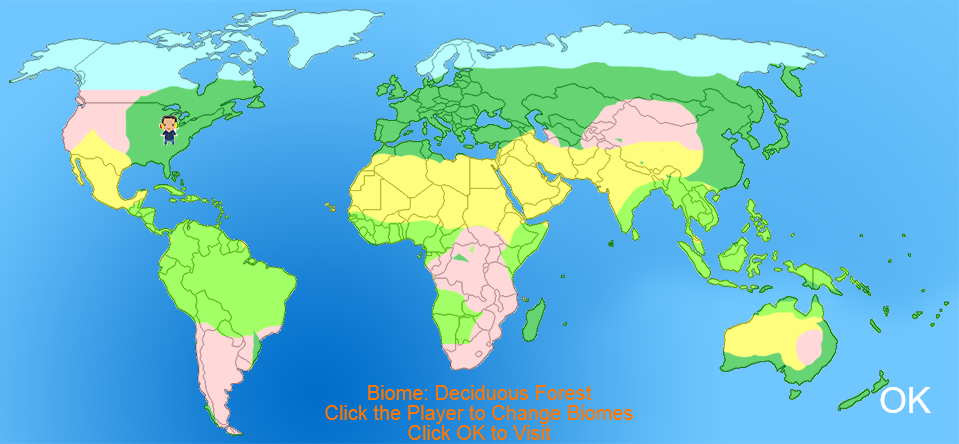 Biome: Deciduous Forest
Click the Player to Change Biomes
Click OK to Visit
OK